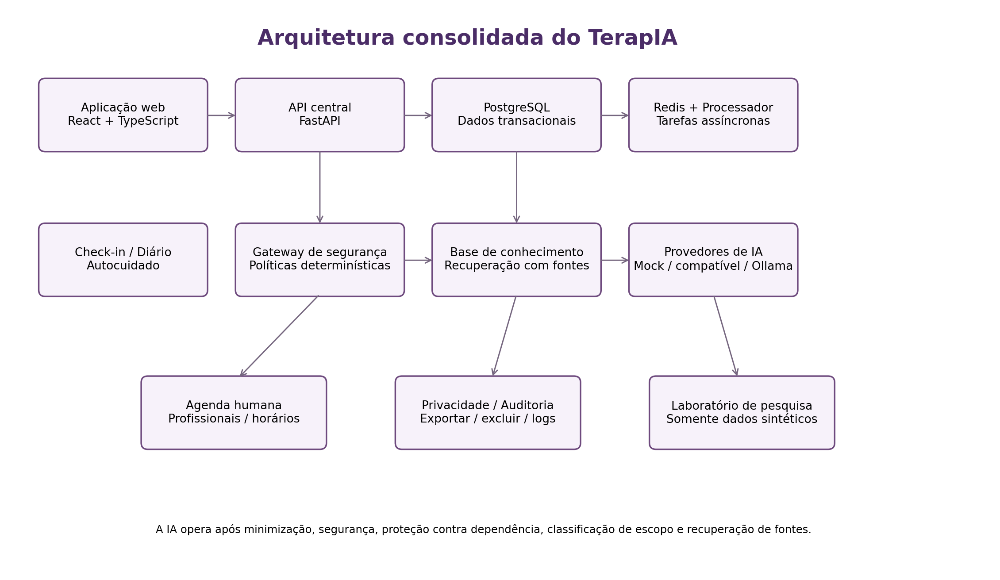 Arquitetura consolidada do TerapIA
Aplicação web
React + TypeScript
API central
FastAPI
PostgreSQL
Dados transacionais
Redis + Processador
Tarefas assíncronas
Check-in / Diário
Autocuidado
Gateway de segurança
Políticas determinísticas
Base de conhecimento
Recuperação com fontes
Provedores de IA
Mock / compatível / Ollama
Agenda humana
Profissionais / horários
Privacidade / Auditoria
Exportar / excluir / logs
Laboratório de pesquisa
Somente dados sintéticos
A IA opera após minimização, segurança, proteção contra dependência, classificação de escopo e recuperação de fontes.